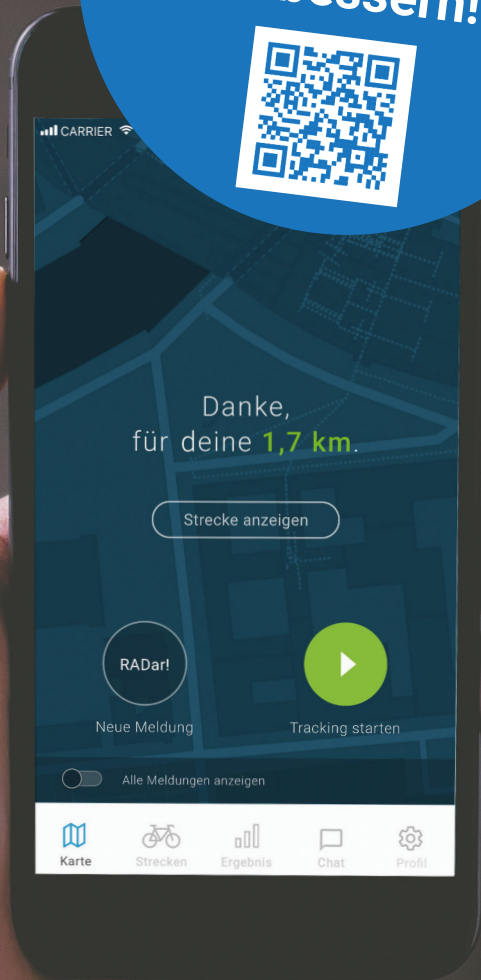 CARRIER
Danke,
für deine 1,7 km.
Strecke anzeigen
RADar!
Neue Meldung
Tracking starten
Alle Meldungen anzeigen
Karte
Strecken
Ergebnis
Chat
Profil